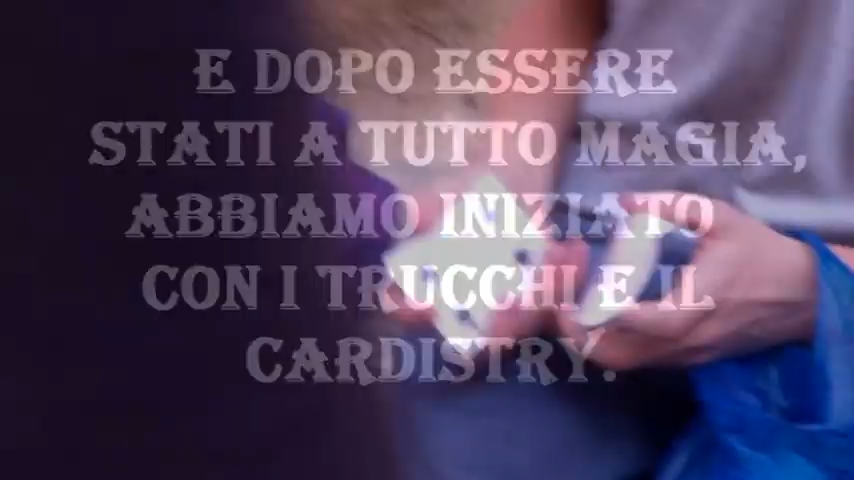 E DOPO ESSERE
STATI A TUTTO MAGIA,
ABBIAMO INIZIATO
CON I TRUCCHI E IL
CARDISTRY.